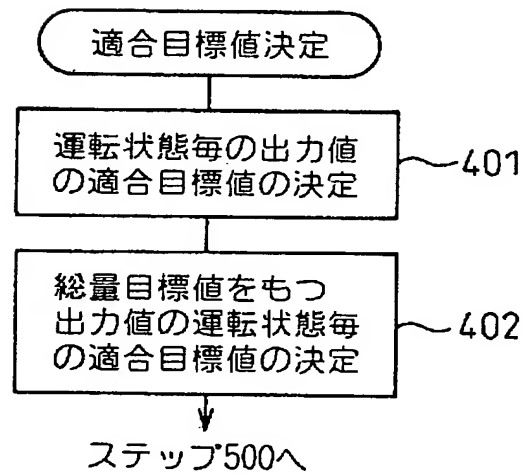 適合目標値決定
運転状態毎の出力値
の適合目標値の決定
401
総量目標値をもつ
出力値の運転状態毎
の適合目標値の決定
402
ステップ500へ